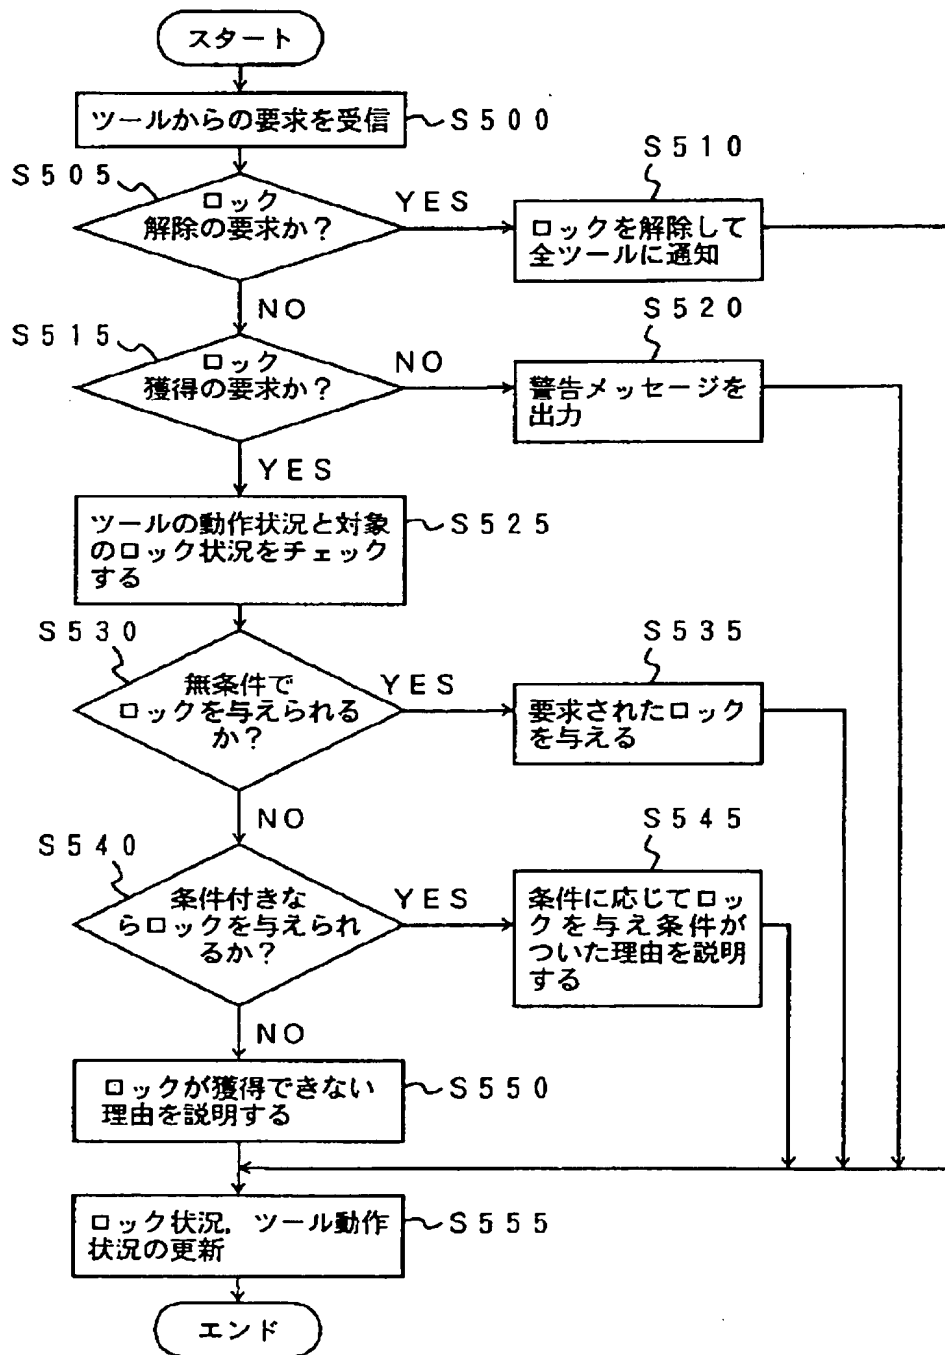 スタート
ツールからの要求を受信
S500
S505
ロック
解除の要求か？
YES
S510
ロックを解除して
全ツールに通知
NO
S515
ロック
獲得の要求か？
NO
S520
警告メッセージを
出力
YES
ツールの動作状況と対象
のロック状況をチェック
する
S525
S530
無条件で
ロックを与えられる
か？
YES
S535
要求されたロック
を与える
NO
S540
条件付きな
らロックを与えられ
るか？
YES
S545
条件に応じてロッ
クを与え条件が
ついた理由を説明
する
NO
ロックが獲得できない
理由を説明する
S550
ロック状況，ツール動作
状況の更新
S555
エンド